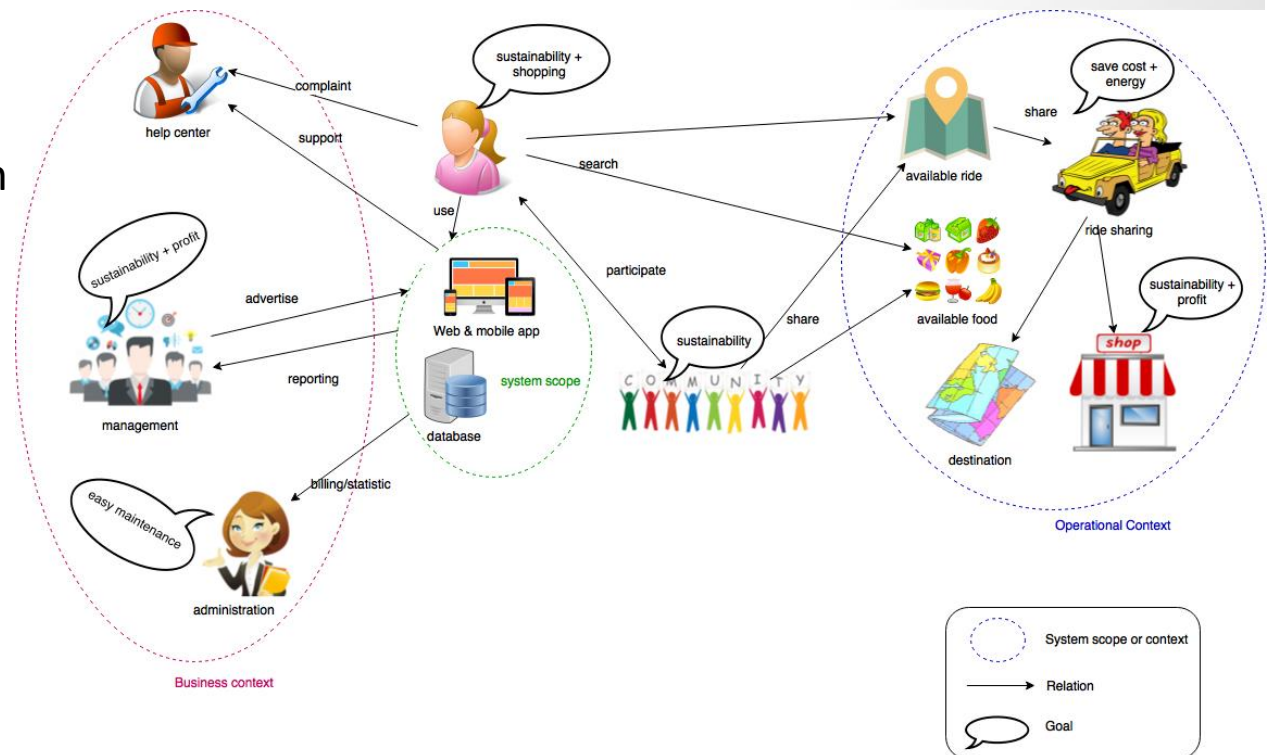 sustainability +
shopping
save cost +
energy
complaint
help center
support
share
search
available ride
n
use
ride sharing
sustainability + profit
participate
advertise
sustainability +
profit
Web & mobile app
share
available food
sustainability
shop
reporting
system scope
COMMUNITY
management
database
destination
billing/statistic
easy maintenance
Operational Context
administration
System scope or context
Business context
Relation
Goal